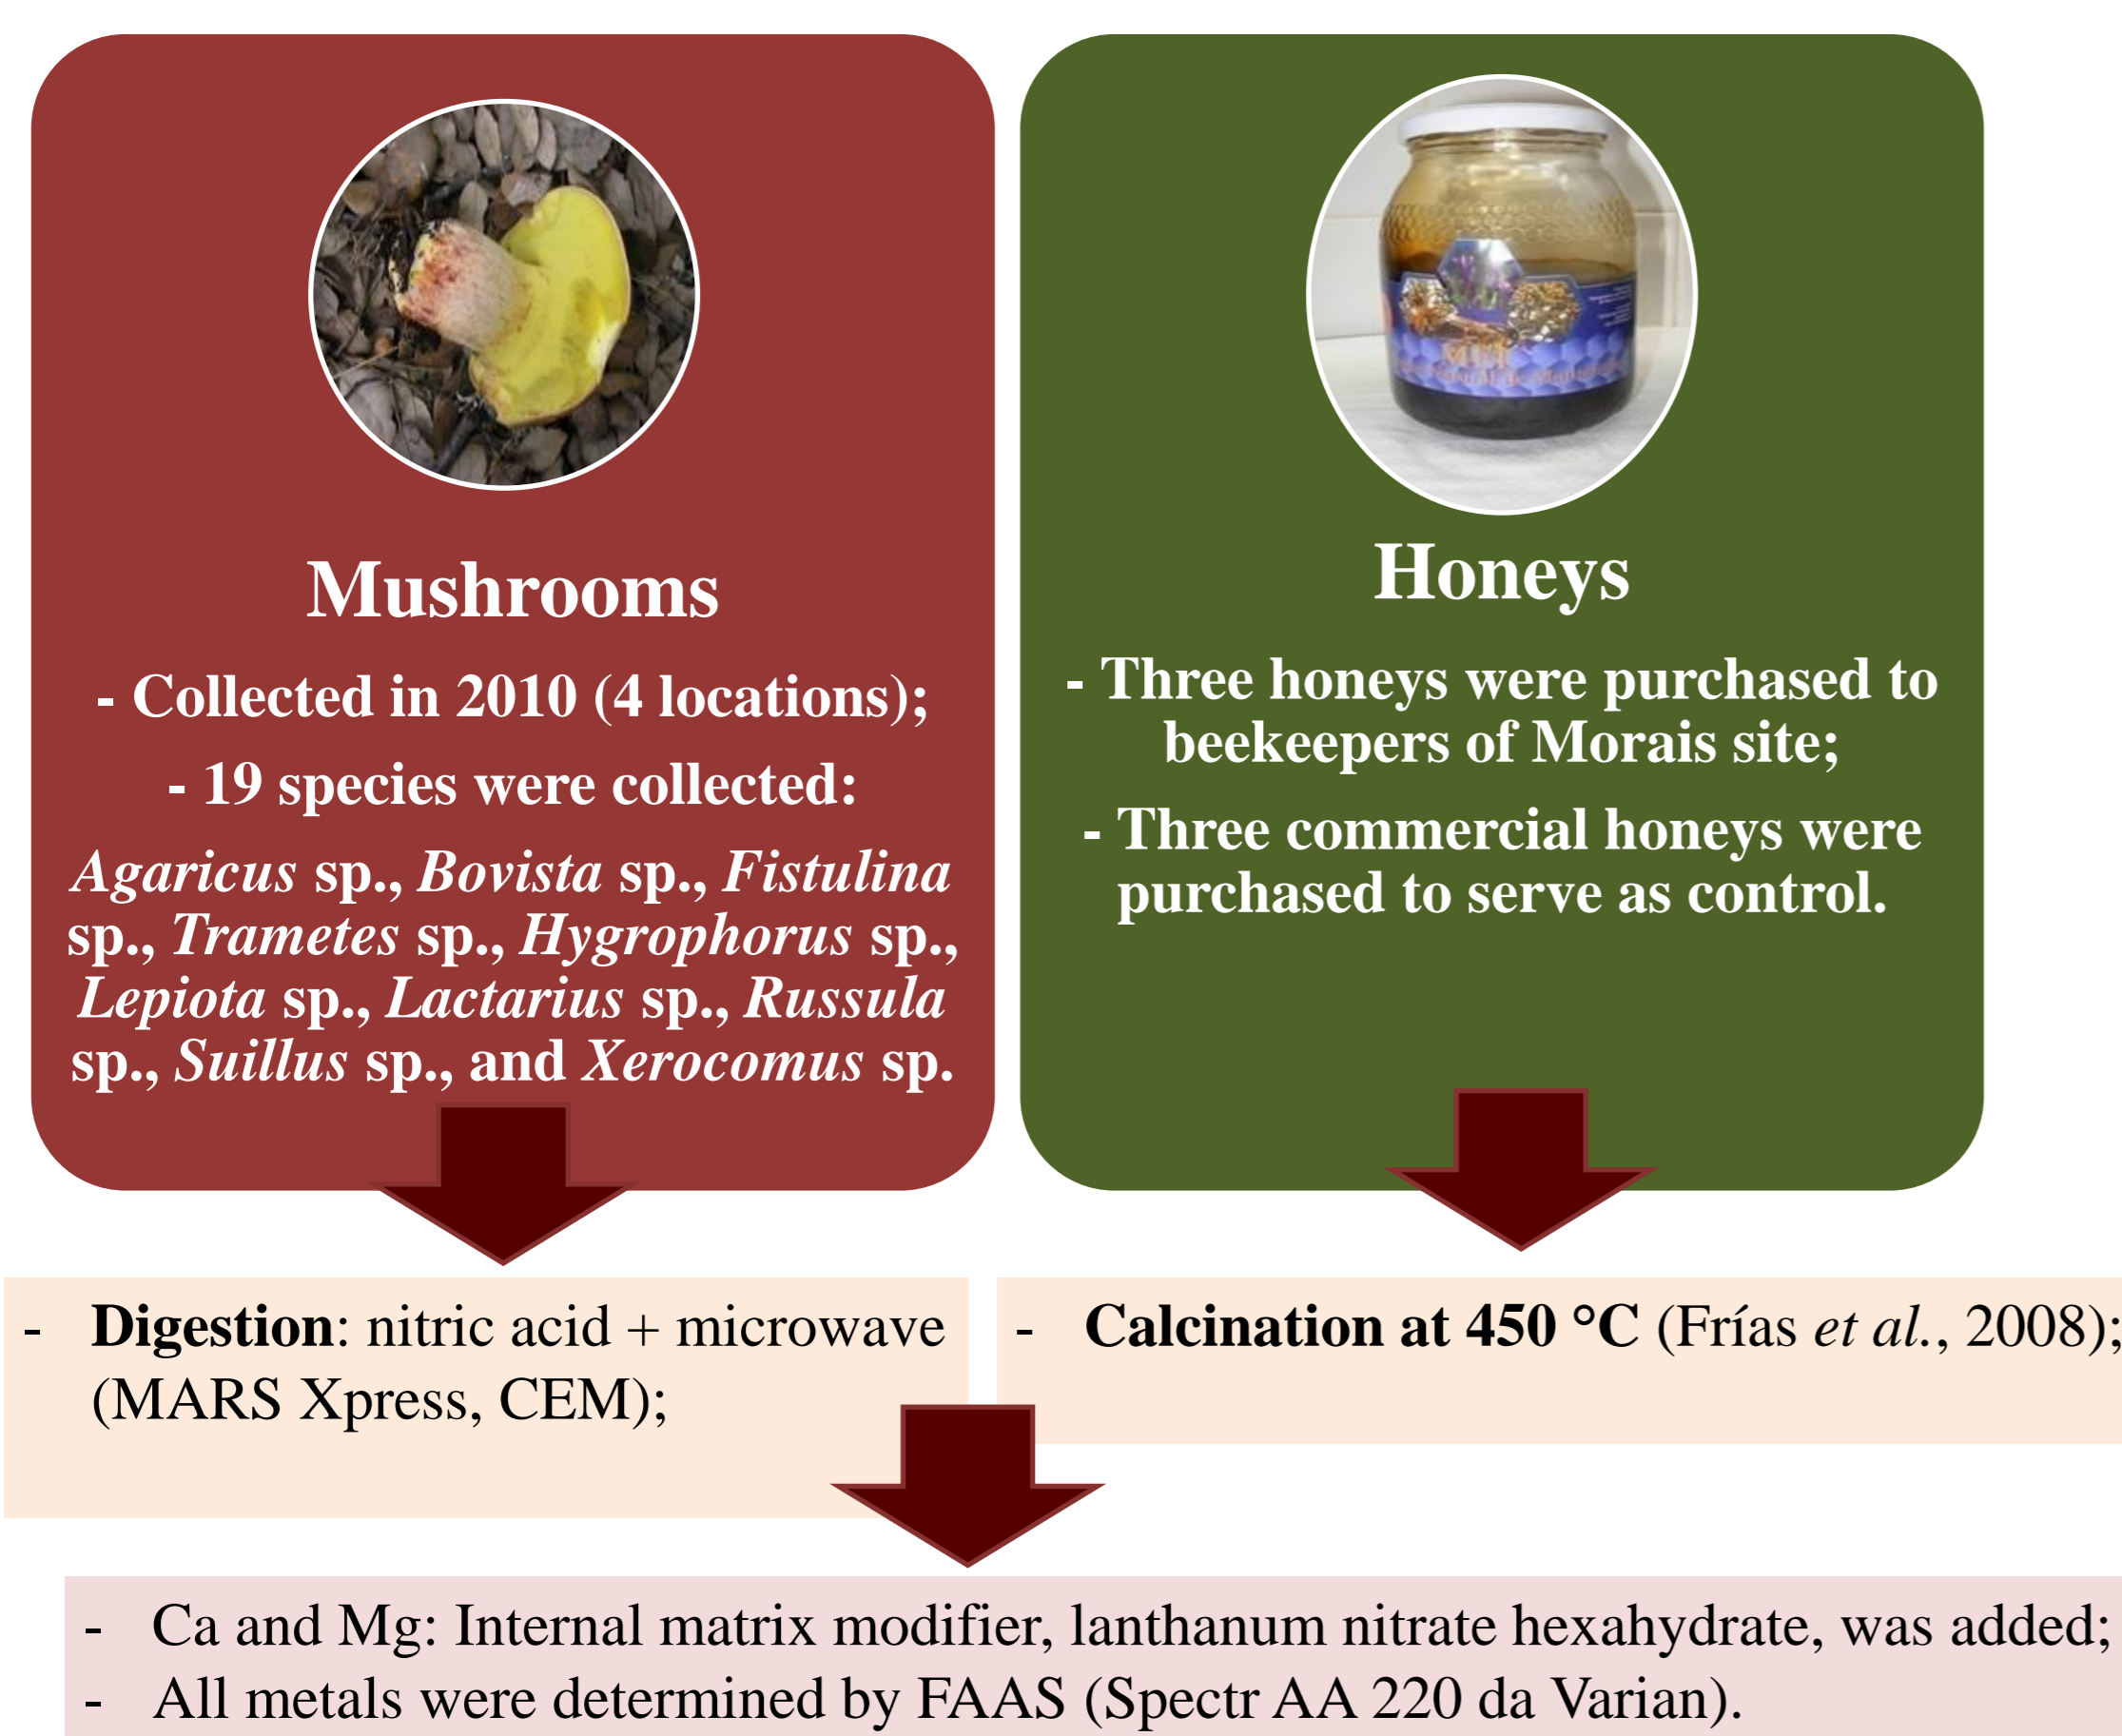 Mushrooms
- Collected in 2010 (4 locations);
- 19 species were collected:
Agaricus sp., Bovista sp., Fistulina
sp., Trametes sp., Hygrophorus sp.,
Lepiota sp., Lactarius sp., Russula
sp., Suillus sp., and Xerocomus sp.
Honeys
- Three honeys were purchased to
beekeepers of Morais site;
- Three commercial honeys were
purchased to serve as control.
- Digestion: nitric acid + microwave
(MARS Xpress, CEM);
- Calcination at 450 °C (Frías et al., 2008);
- Ca and Mg: Internal matrix modifier, lanthanum nitrate hexahydrate, was added;
- All metals were determined by FAAS (Spectr AA 220 da Varian).